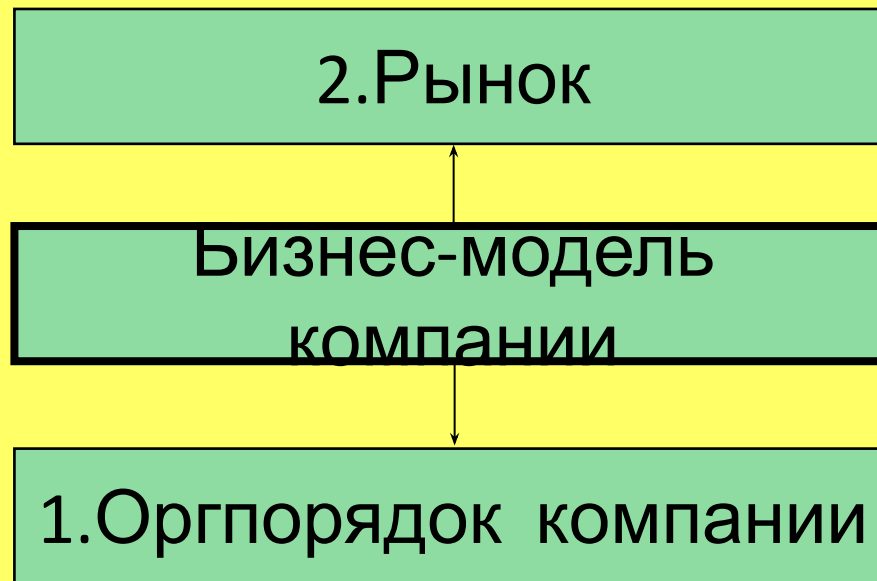 2.Рынок
Бизнес-модель
компании
1.Оргпорядок компании